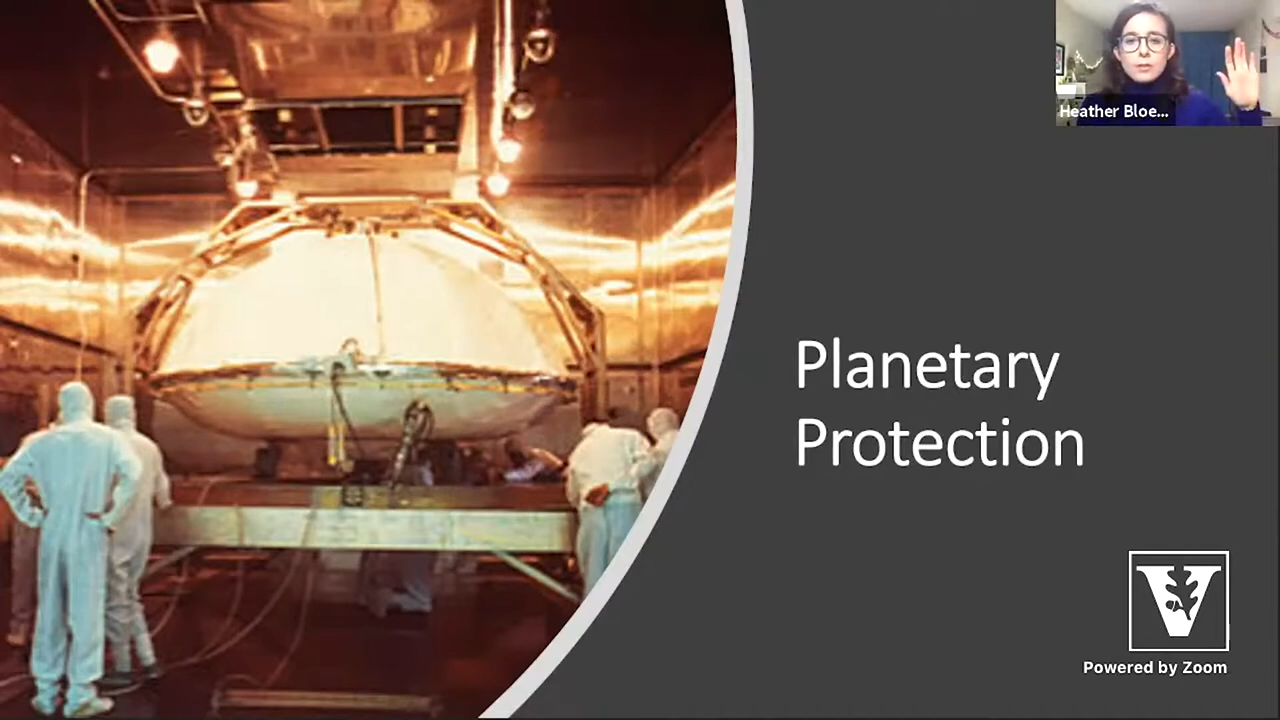 Heather Bloe...
Planetary
Protection
V
Powered by Zoom